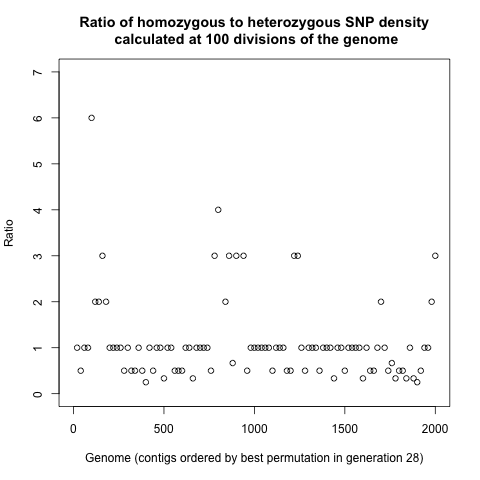 Ratio of homozygous to heterozygous SNP density
calculated at 100 divisions of the genome
7
6
5
4
3
2
1
0
Ratio
0 500 1000 1500 2000
Genome (contigs ordered by best permutation in generation 28)